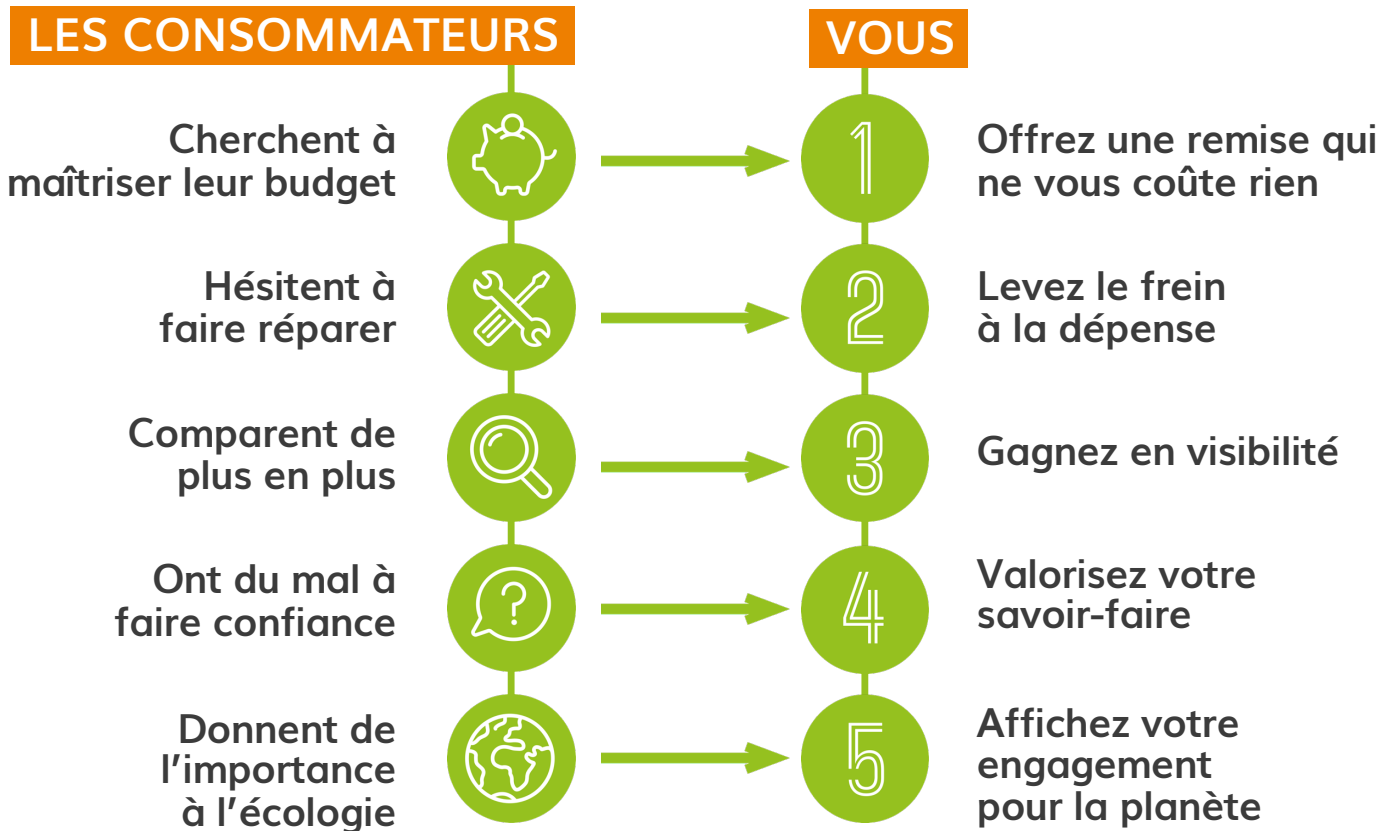 LES CONSOMMATEURS
VOUS
Cherchent à
maîtriser leur budget
1
Offrez une remise qui
ne vous coûte rien
Hésitent à
faire réparer
2
Levez le frein
à la dépense
Comparent de
plus en plus
3
Gagnez en visibilité
Ont du mal à
faire confiance
?
4
Valorisez votre
savoir-faire
Donnent de
l'importance
à l'écologie
5
Affichez votre
engagement
pour la planète